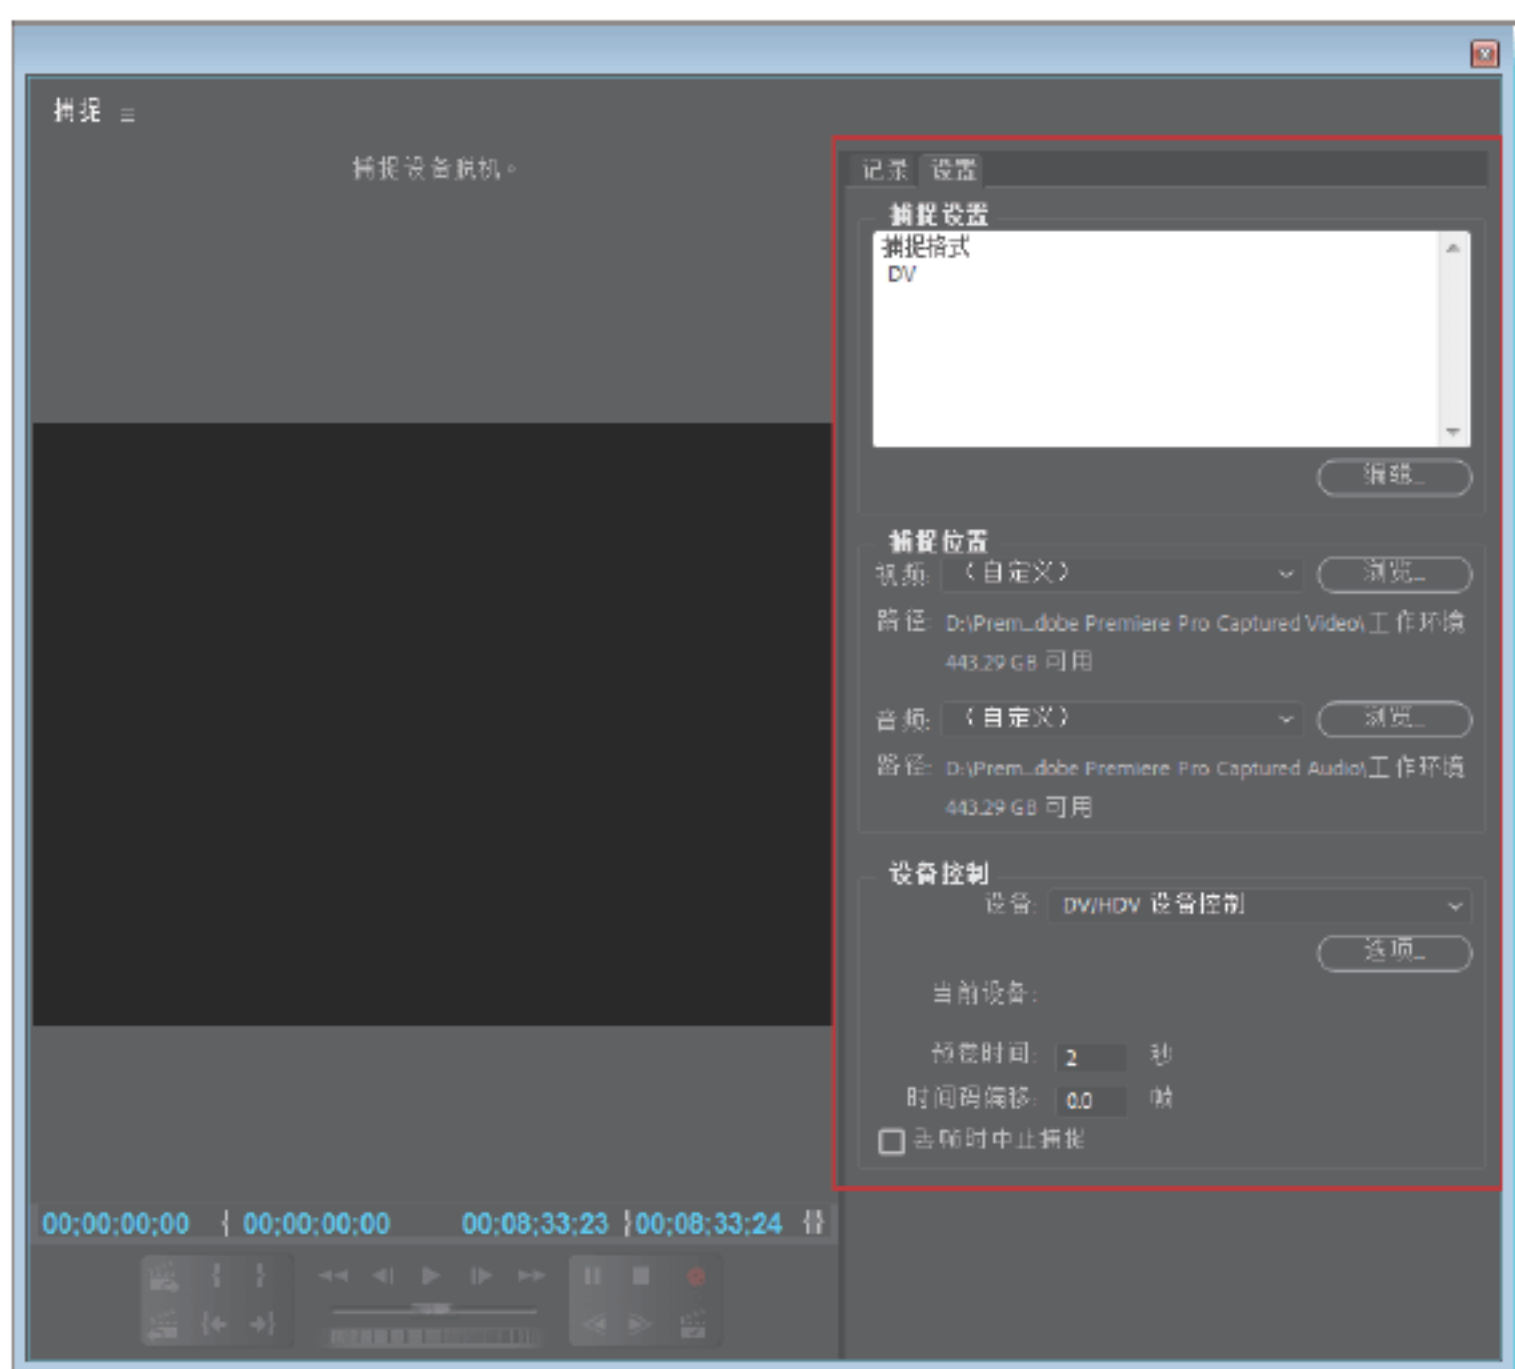 捕捉
捕捉设备脱机。
记录 设置
捕捉设置
捕捉格式
DV
编辑...
捕捉位置
视频: （自定义） 浏览...
路径: D:\Prem...dobe Premiere Pro Captured Video\工作环境
443.29 GB 可用
音频: （自定义） 浏览...
路径: D:\Prem...dobe Premiere Pro Captured Audio\工作环境
443.29 GB 可用
设备控制
设备: DV/HDV 设备控制
选项...
当前设备:
预卷时间: 2 秒
时间码偏移: 0.0 帧
丢帧时中止捕捉
00;00;00;00 { 00;00;00;00 00;08;33;23 } 00;08;33;24 {}